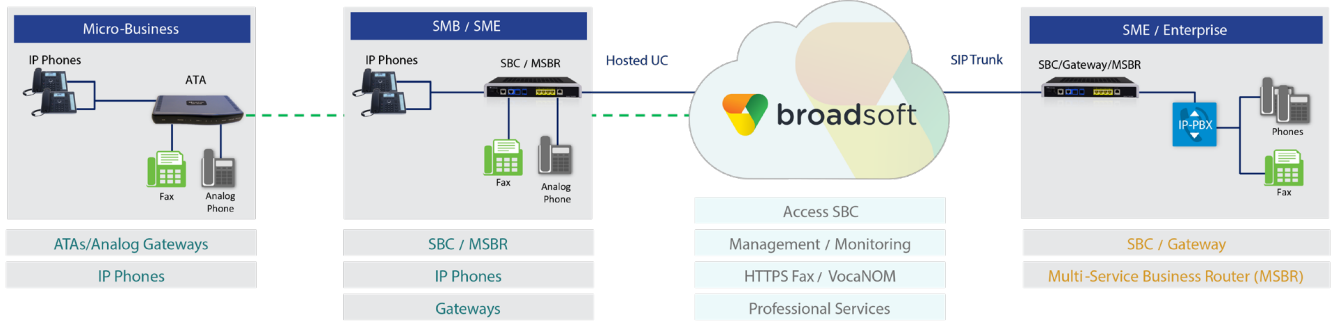 Micro-Business
IP Phones
ATA
Fax
Analog
Phone
ATAs/Analog Gateways
IP Phones
SMB / SME
IP Phones
SBC / MSBR
Fax
Analog
Phone
SBC / MSBR
IP Phones
Gateways
Hosted UC
broadsoft
SIP Trunk
Access SBC
Management / Monitoring
HTTPS Fax / VocaNOM
Professional Services
SME / Enterprise
SBC/Gateway/MSBR
IP-PBX
Phones
Fax
SBC / Gateway
Multi-Service Business Router (MSBR)